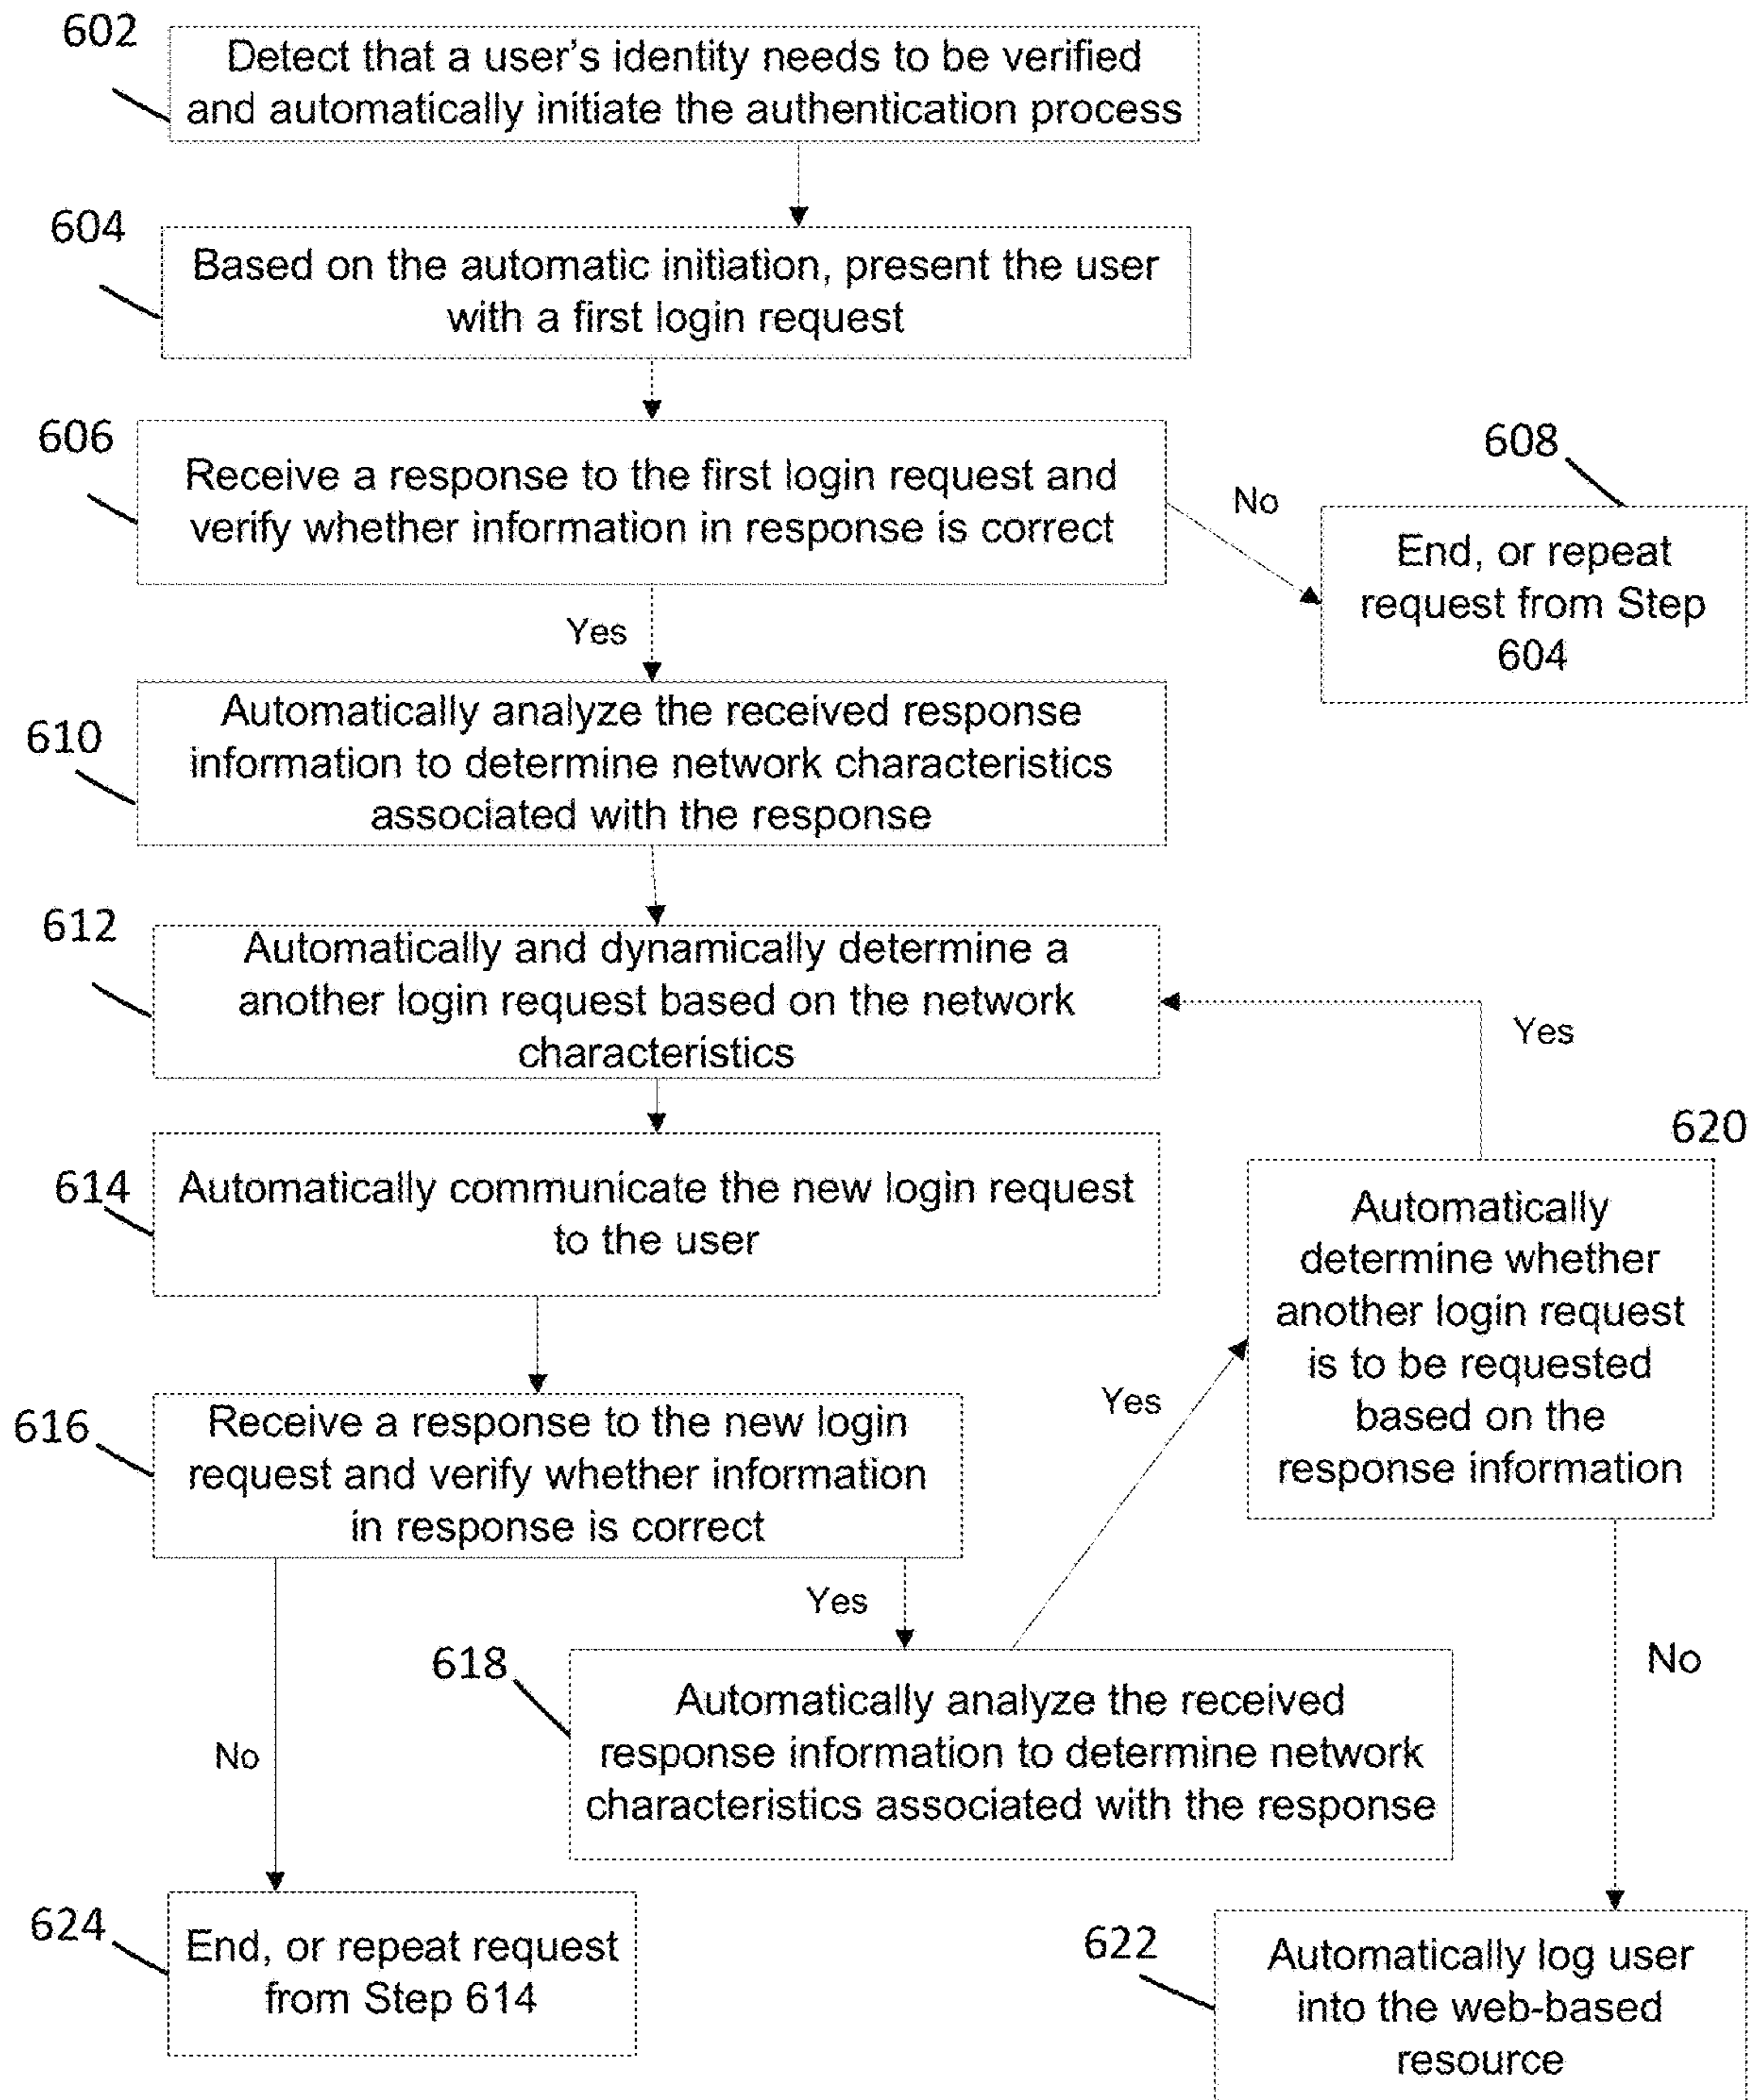 602
Detect that a user's identity needs to be verified
and automatically initiate the authentication process
604
Based on the automatic initiation, present the user
with a first login request
606
Receive a response to the first login request and
verify whether information in response is correct
No
608
End, or repeat
request from Step
604
Yes
610
Automatically analyze the received response
information to determine network characteristics
associated with the response
612
Automatically and dynamically determine a
another login request based on the network
characteristics
Yes
614
Automatically communicate the new login request
to the user
620
Automatically
determine whether
another login request
is to be requested
based on the
response information
616
Receive a response to the new login
request and verify whether information
in response is correct
Yes
Yes
No
618
Automatically analyze the received
response information to determine network
characteristics associated with the response
No
624
End, or repeat request
from Step 614
622
Automatically log user
into the web-based
resource